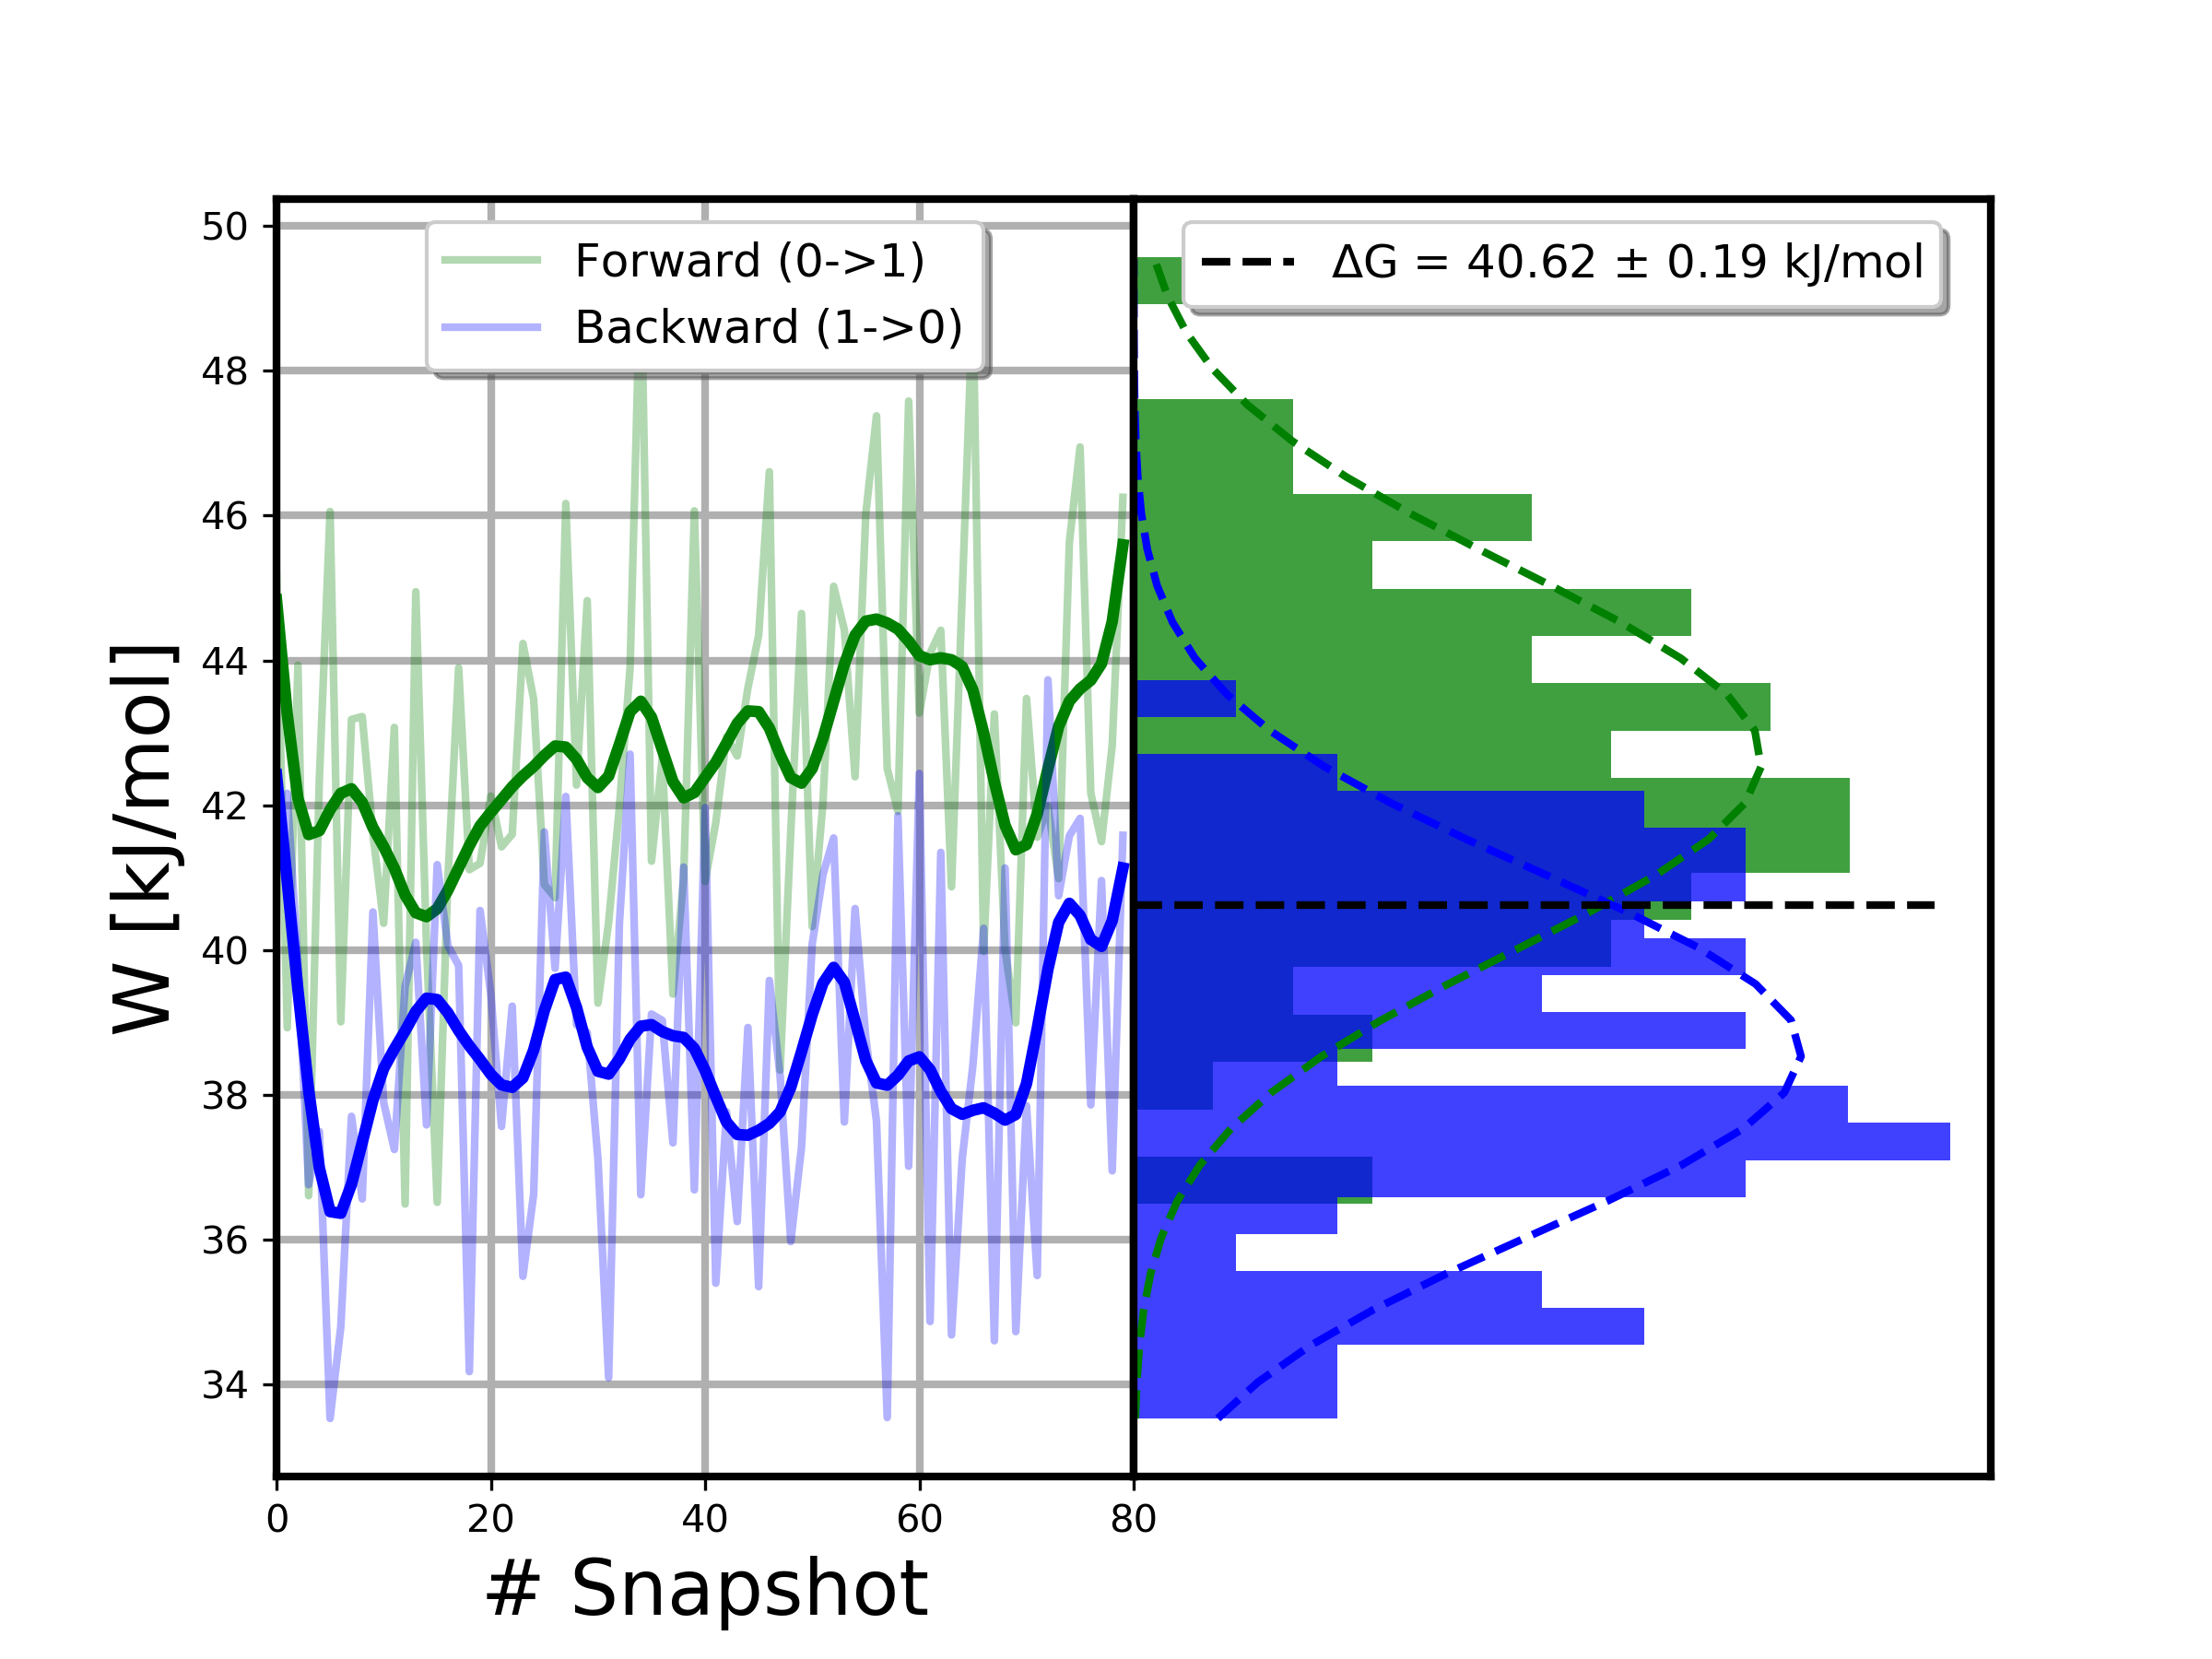 50
48
46
44
42
40
38
36
34
W [kJ/mol]
Forward (0->1)
Backward (1->0)
ΔG = 40.62 ± 0.19 kJ/mol
0 20 40 60 80
# Snapshot